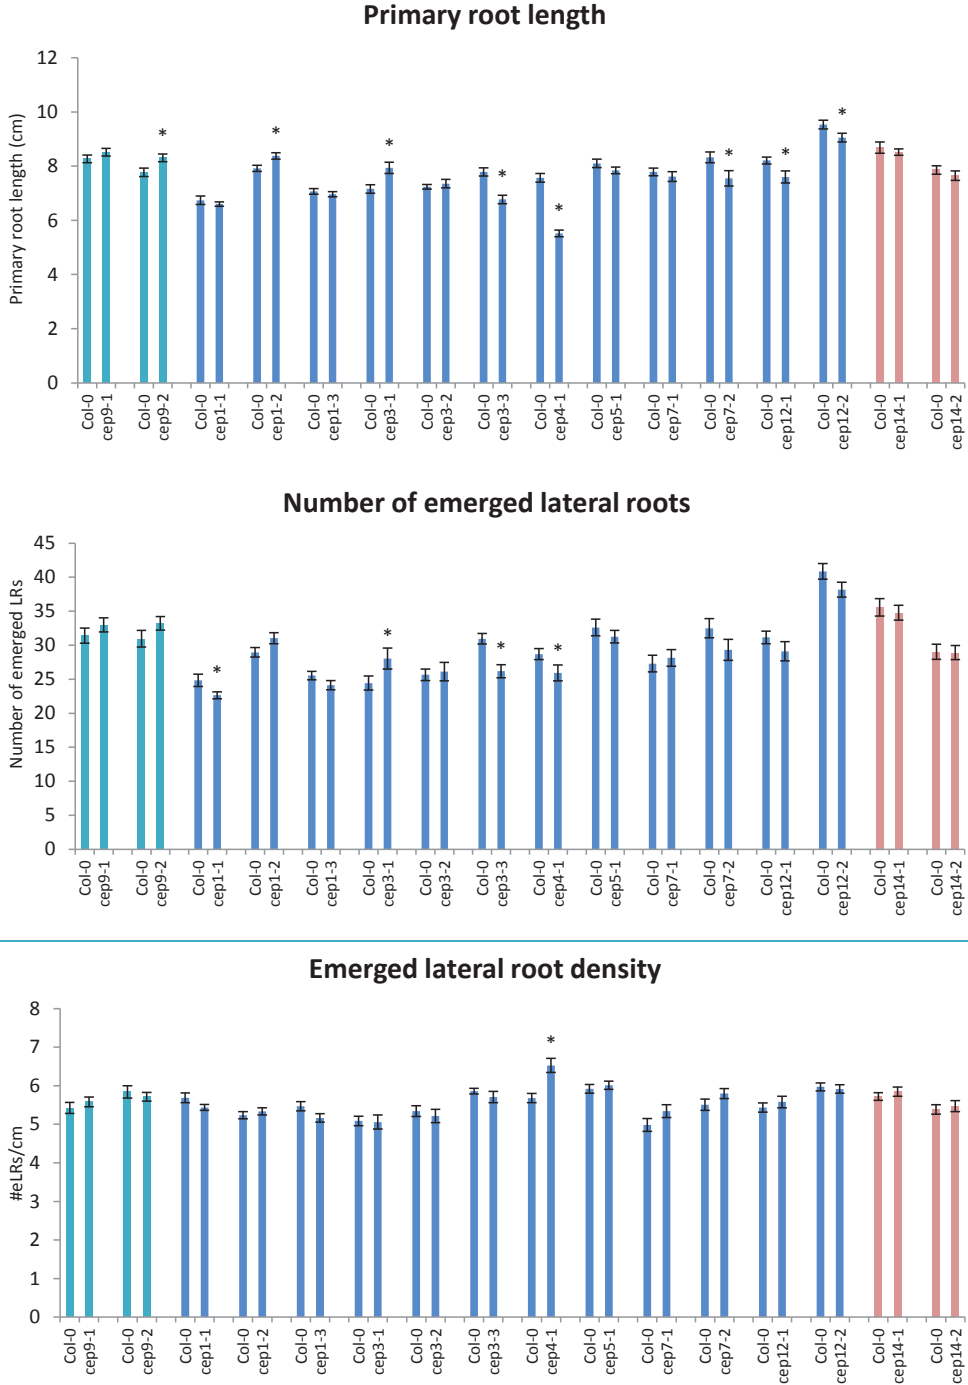 Primary root length
Primary root length (cm)
12
10
8
6
4
2
0
* * * * * * * *
Col-0 cep9-1 Col-0 cep9-2 Col-0 cep1-1 Col-0 cep1-2 Col-0 cep1-3 Col-0 cep3-1 Col-0 cep3-2 Col-0 cep3-3 Col-0 cep4-1 Col-0 cep5-1 Col-0 cep7-1 Col-0 cep7-2 Col-0 cep12-1 Col-0 cep12-2 Col-0 cep14-1 Col-0 cep14-2
Number of emerged lateral roots
Number of emerged LRs
45
40
35
30
25
20
15
10
5
0
* * * *
Col-0 cep9-1 Col-0 cep9-2 Col-0 cep1-1 Col-0 cep1-2 Col-0 cep1-3 Col-0 cep3-1 Col-0 cep3-2 Col-0 cep3-3 Col-0 cep4-1 Col-0 cep5-1 Col-0 cep7-1 Col-0 cep7-2 Col-0 cep12-1 Col-0 cep12-2 Col-0 cep14-1 Col-0 cep14-2
Emerged lateral root density
#eLRs/cm
8
7
6
5
4
3
2
1
0
*
Col-0 cep9-1 Col-0 cep9-2 Col-0 cep1-1 Col-0 cep1-2 Col-0 cep1-3 Col-0 cep3-1 Col-0 cep3-2 Col-0 cep3-3 Col-0 cep4-1 Col-0 cep5-1 Col-0 cep7-1 Col-0 cep7-2 Col-0 cep12-1 Col-0 cep12-2 Col-0 cep14-1 Col-0 cep14-2